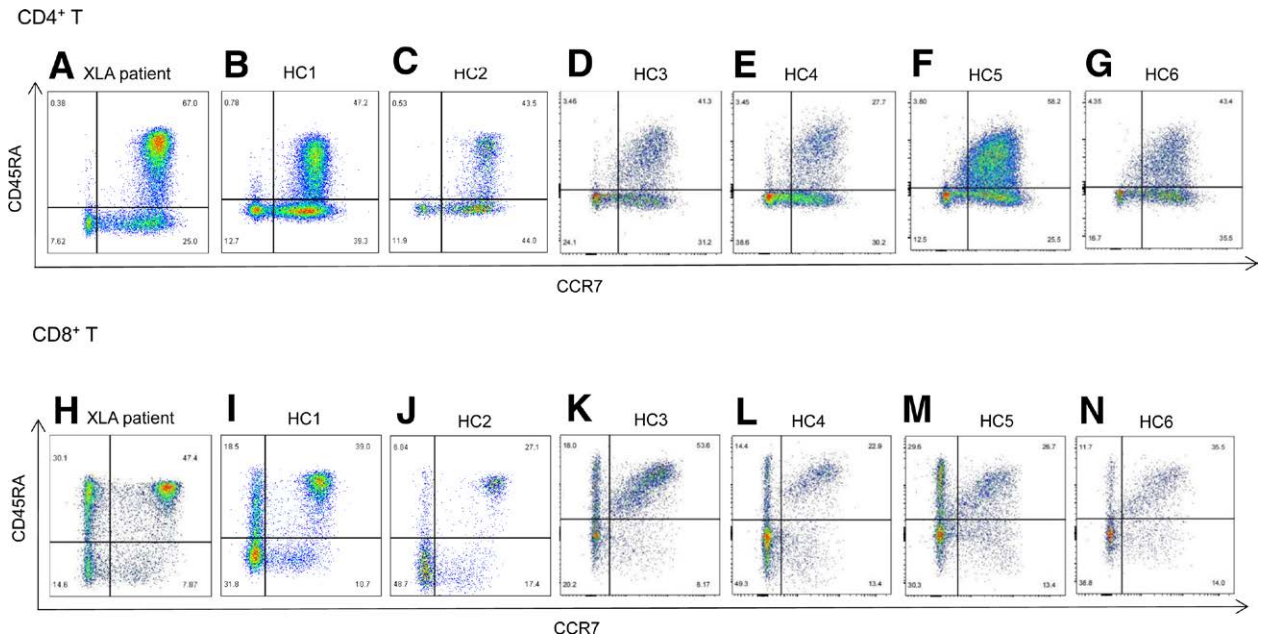 CD4+ T
A XLA patient
B HC1
C HC2
D HC3
E HC4
F HC5
G HC6
0.38 67.0
0.78 47.2
0.53 43.5
3.46 41.3
3.45 27.7
3.80 58.2
4.35 43.4
CD45RA
7.62 25.0
12.7 39.3
11.9 44.0
24.1 31.2
38.6 30.2
12.5 25.5
16.7 35.5
CCR7
CD8+ T
H XLA patient
I HC1
J HC2
K HC3
L HC4
M HC5
N HC6
30.1 47.4
18.5 39.0
27.1
18.0 53.6
14.4 22.9
29.6 26.7
11.7 35.5
CD45RA
14.6 7.97
31.8 10.7
48.7 17.4
20.2 8.17
49.3 13.4
30.3 13.4
38.8 14.0
CCR7